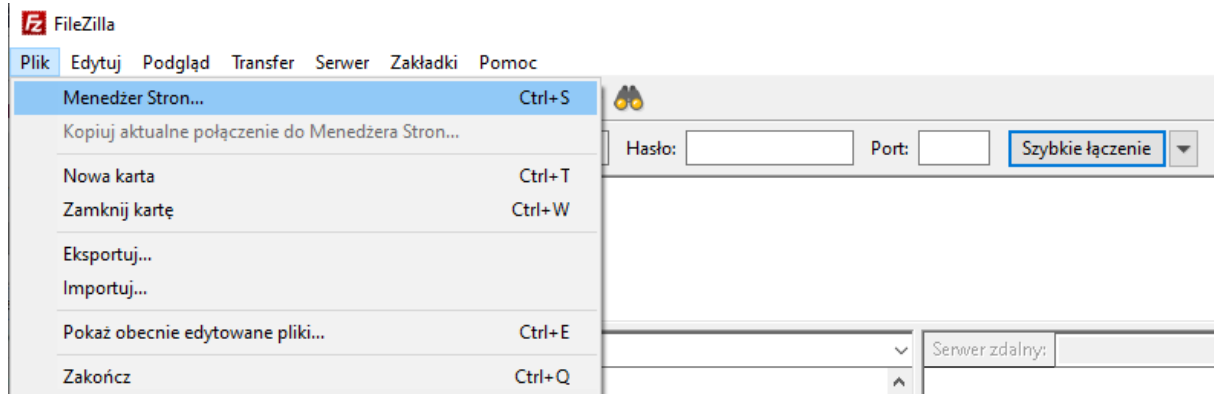 FileZilla
Plik Edytuj Podgląd Transfer Serwer Zakładki Pomoc
Menedżer Stron... Ctrl+S
Kopiuj aktualne połączenie do Menedżera Stron...
Hasło: Port: Szybkie łączenie
Nowa karta Ctrl+T
Zamknij kartę Ctrl+W
Eksportuj...
Importuj...
Pokaż obecnie edytowane pliki... Ctrl+E
Serwer zdalny:
Zakończ Ctrl+Q